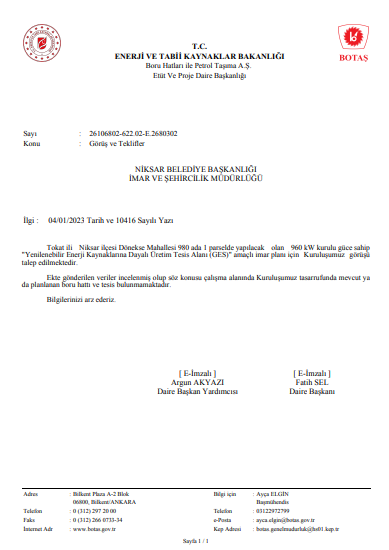 BOTAŞ
T.C.
ENERJİ VE TABİİ KAYNAKLAR BAKANLIĞI
Boru Hatları ile Petrol Taşıma A.Ş.
Etüt Ve Proje Daire Başkanlığı
Sayı : 26106802-622.02-E.2680302
Konu : Görüş ve Teklifler
NİKSAR BELEDİYE BAŞKANLIĞI
İMAR VE ŞEHİRCİLİK MÜDÜRLÜĞÜ
İlgi : 04/01/2023 Tarih ve 10416 Sayılı Yazı
Tokat ili Niksar ilçesi Dönekse Mahallesi 980 ada 1 parselde yapılacak olan 960 kW kurulu güce sahip
"Yenilenebilir Enerji Kaynaklarına Dayalı Üretim Tesis Alanı (GES)" amaçlı imar planı için Kuruluşumuz görüşü
talep edilmektedir.
Ekte gönderilen veriler incelenmiş olup söz konusu çalışma alanında Kuruluşumuz tasarrufunda mevcut ya
da planlanan boru hattı ve tesis bulunmamaktadır.
Bilgilerinizi arz ederiz.
[ E-İmzalı ] [ E-İmzalı ]
Argun AKYAZI Fatih SEL
Daire Başkan Yardımcısı Daire Başkanı
Adres : Bilkent Plaza A-2 Blok Bilgi için : Ayça ELGİN
06800, Bilkent/ANKARA Başmühendis
Telefon : 0 (312) 297 20 00 Telefon : 03122972799
Faks : 0 (312) 266 0733-34 e-Posta : ayca.elgin@botas.gov.tr
İnternet Adr : www.botas.gov.tr Kep Adresi : botas.genelmudurluk@hs01.kep.tr
Sayfa 1 / 1